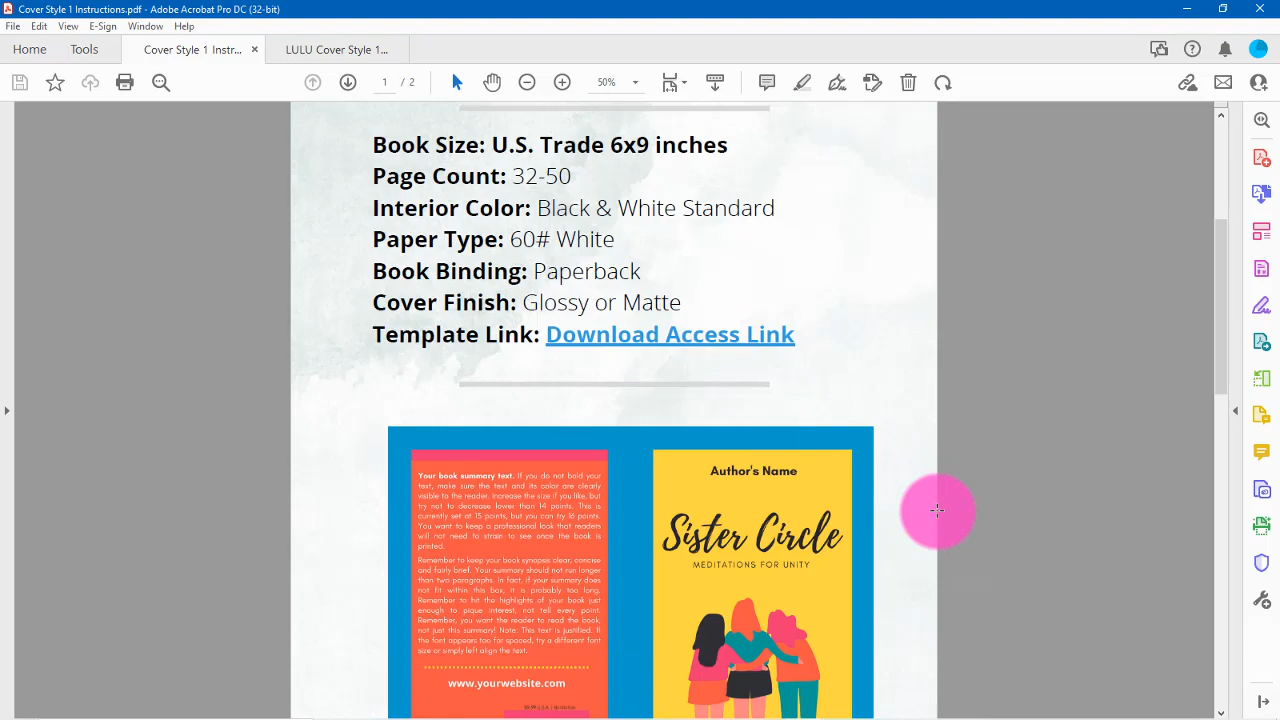 Cover Style 1 Instructions.pdf - Adobe Acrobat Pro DC (32-bit)
File Edit View E-Sign Window Help
Home Tools Cover Style 1 Instr... × LULU Cover Style 1...
1 / 2 50%
Book Size: U.S. Trade 6x9 inches
Page Count: 32-50
Interior Color: Black & White Standard
Paper Type: 60# White
Book Binding: Paperback
Cover Finish: Glossy or Matte
Template Link: Download Access Link
Your book summary text. If you do not bold your
text, make sure the text and its color are clearly
visible to the reader. Increase the size if you like, but
try not to decrease lower than 14 points. This is
currently set at 15 points, but you can try 16 points.
You want to keep a professional look that readers
will not need to strain to see once the book is
printed.
Remember to keep your book synopsis clear, concise
and fairly brief. Your summary should not run longer
than two paragraphs. In fact, if your summary does
not fit within this box, it is probably too long.
Remember to hit the highlights of your book just
enough to pique interest, not tell every point.
Remember, you want the reader to read the book,
not just this summary! Note: This text is justified. If
the font appears too far spaced, try a different font
size or simply left align the text.
www.yourwebsite.com
Author's Name
Sister Circle
MEDITATIONS FOR UNITY